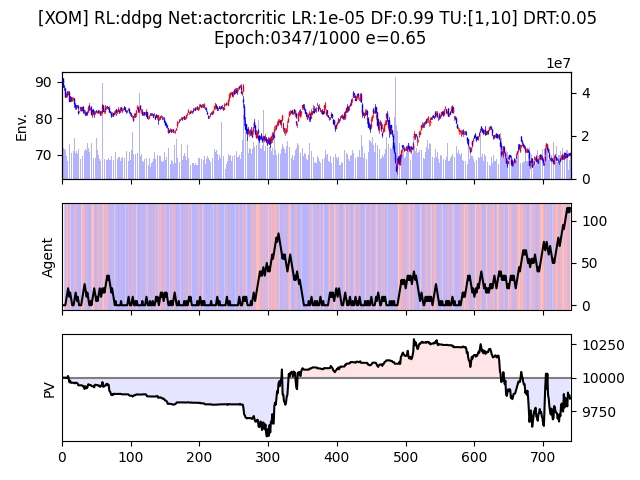 [XOM] RL:ddpg Net:actorcritic LR:1e-05 DF:0.99 TU:[1,10] DRT:0.05
Epoch:0347/1000 e=0.65
1e7
Env.
90
80
70
4
2
0
Agent
100
50
0
PV
10250
10000
9750
0 100 200 300 400 500 600 700